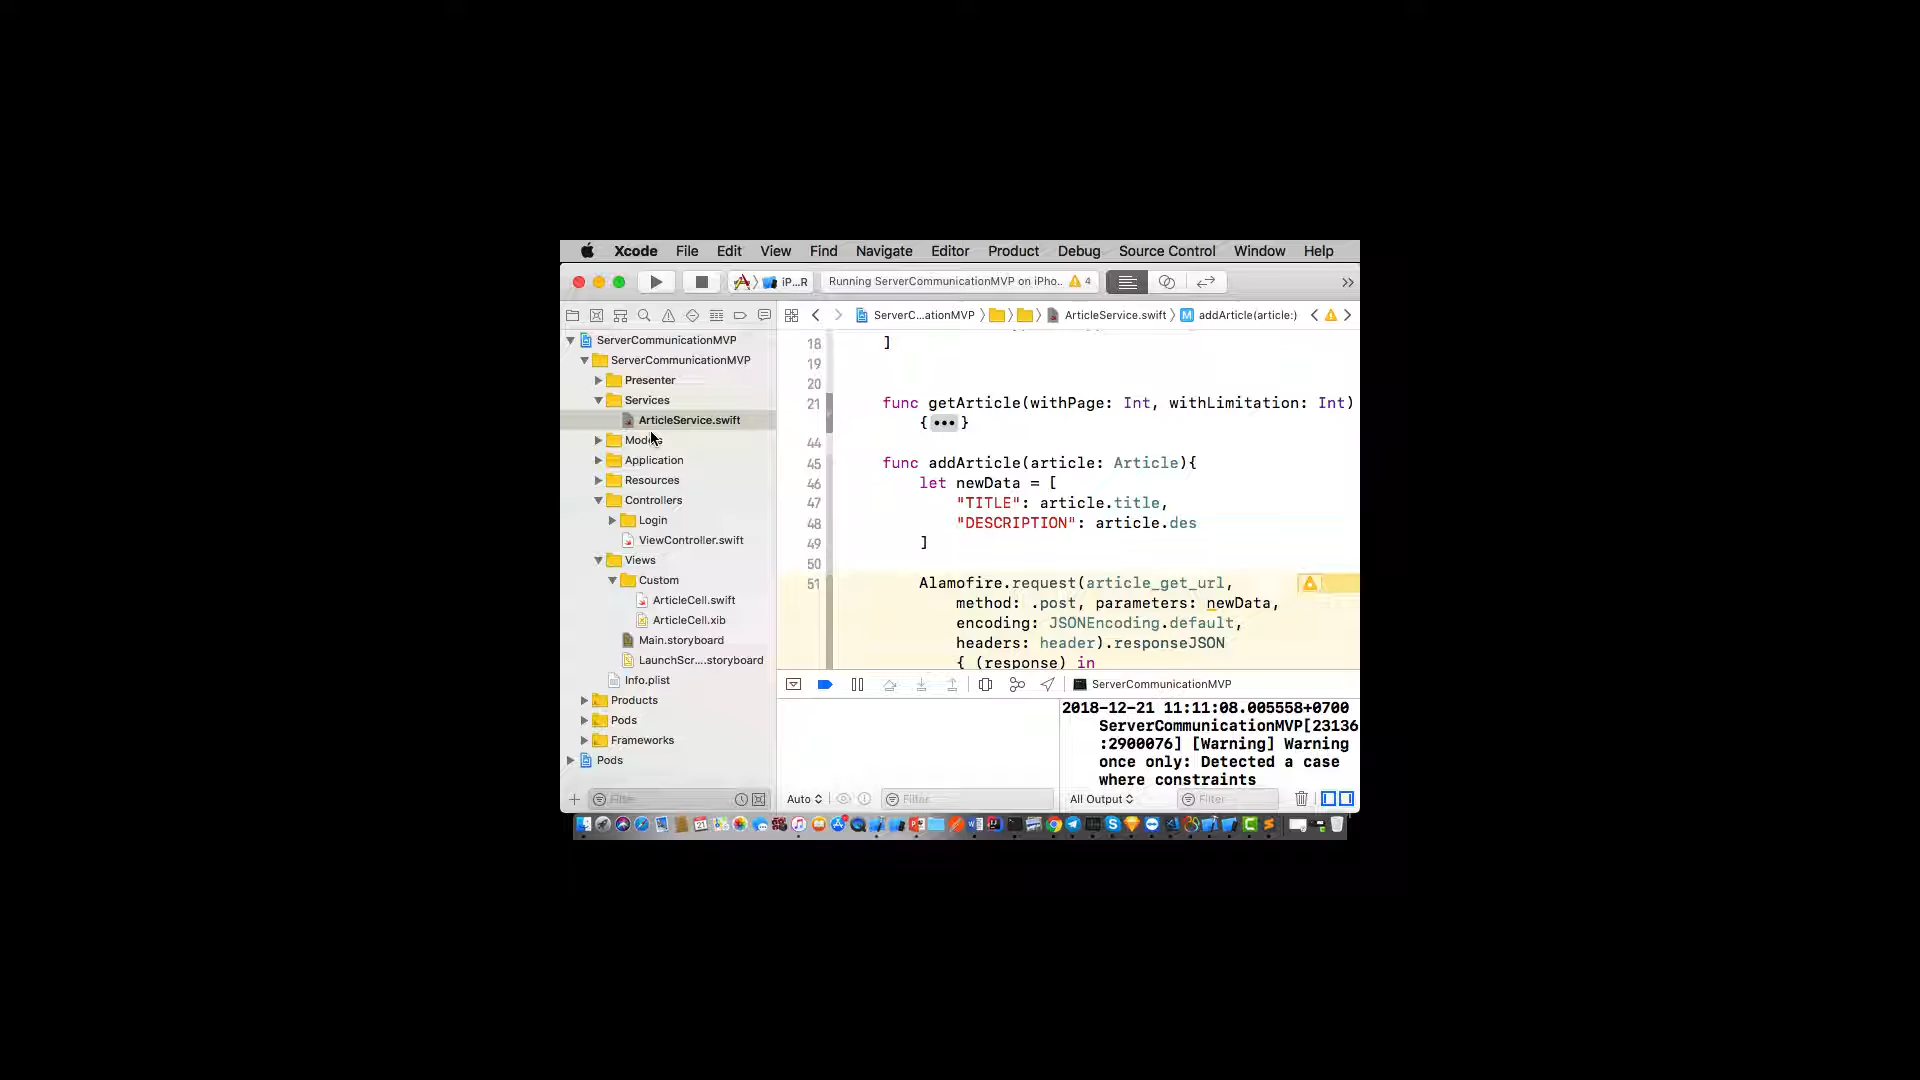 Xcode File Edit View Find Navigate Editor Product Debug Source Control Window Help
iP...R Running ServerCommunicationMVP on iPho.. 4
ServerC...ationMVP ArticleService.swift M addArticle(article:)
ServerCommunicationMVP
ServerCommunicationMVP
Presenter
Services
ArticleService.swift
Application
Resources
Controllers
Login
ViewController.swift
Views
Custom
ArticleCell.swift
ArticleCell.xib
Main.storyboard
LaunchScr....storyboard
Info.plist
Products
Pods
Frameworks
Pods
Filter
18 ]
19
20
21 func getArticle(withPage: Int, withLimitation: Int)
{•••}
44
45 func addArticle(article: Article){
46 let newData = [
47 "TITLE": article.title,
48 "DESCRIPTION": article.des
49 ]
50
51 Alamofire.request(article_get_url,
method: .post, parameters: newData,
encoding: JSONEncoding.default,
headers: header).responseJSON
{ (response) in
ServerCommunicationMVP
2018-12-21 11:11:08.005558+0700
ServerCommunicationMVP[23136
:2900076] [Warning] Warning
once only: Detected a case
where constraints
Auto Filter
All Output Filter